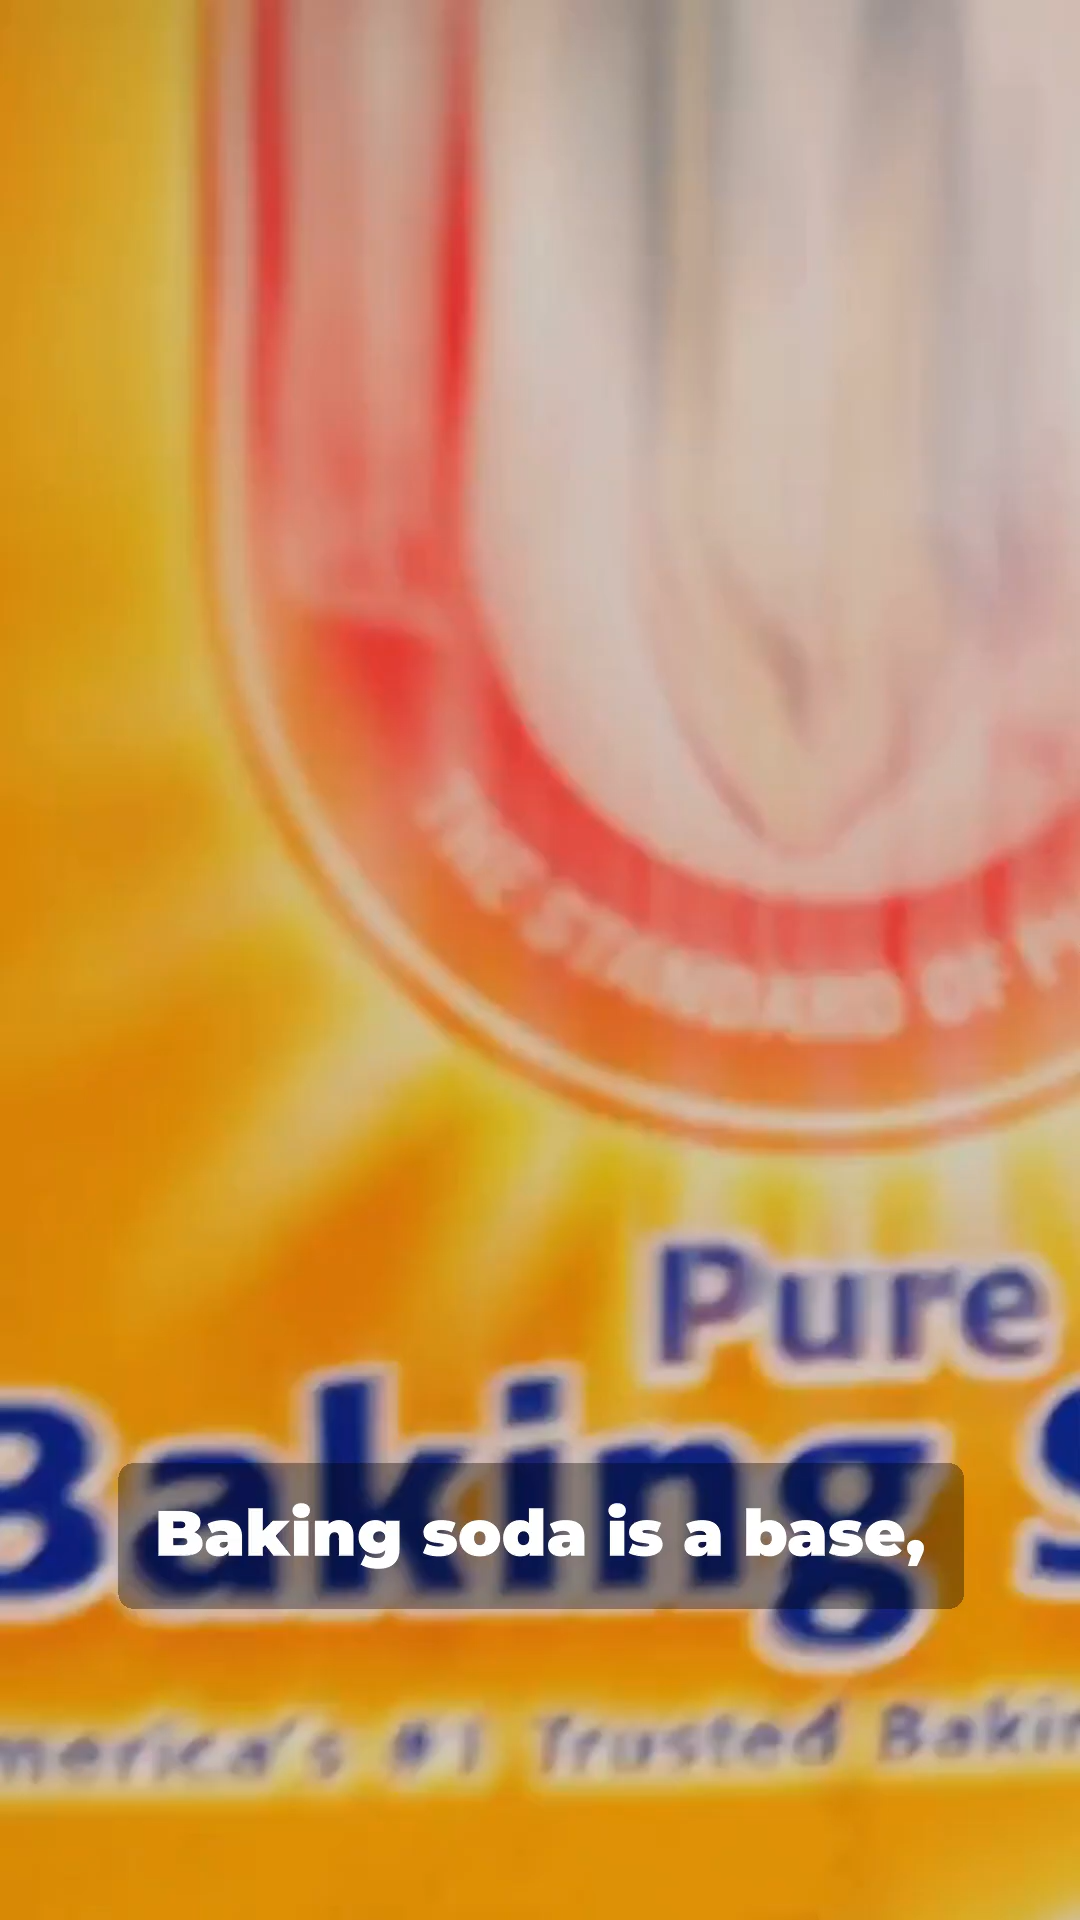 THE STANDARD OF
Pure
Baking
Baking soda is a base,
merica's #1 Trusted Bakin